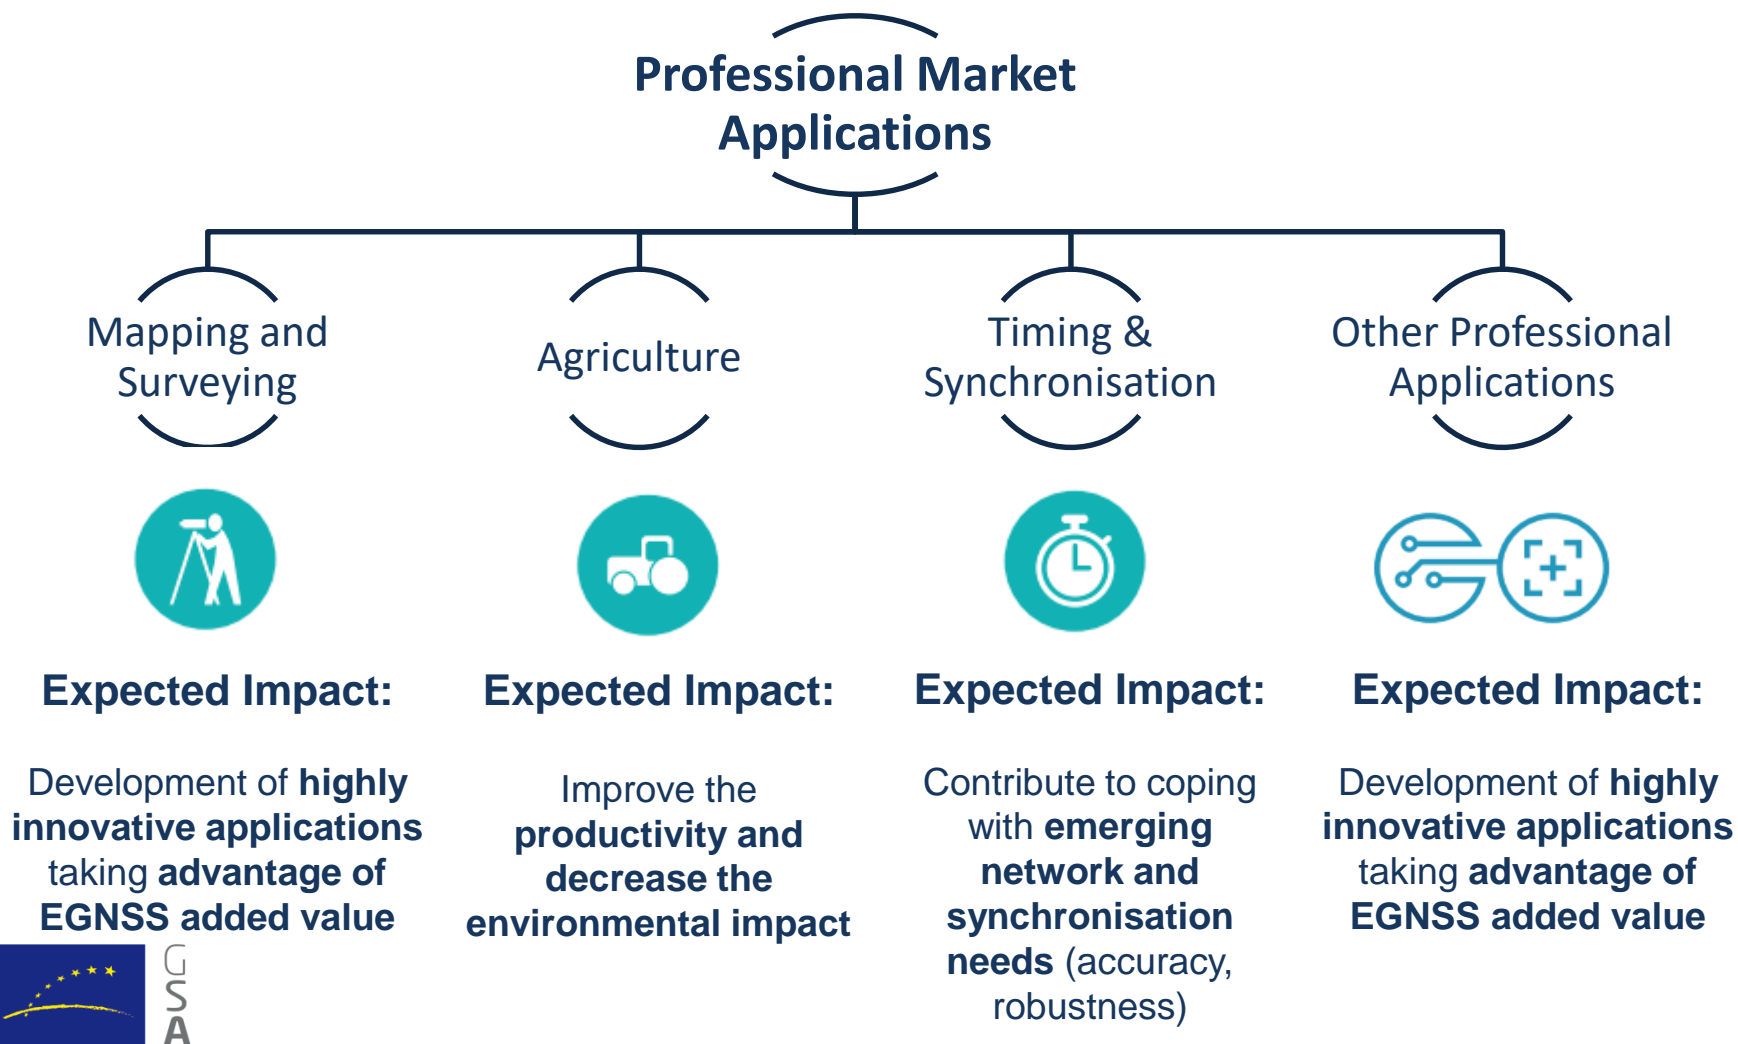 Professional Market
Applications
Mapping and
Surveying
Agriculture
Timing &
Synchronisation
Other Professional
Applications
Expected Impact:
Development of highly
innovative applications
taking advantage of
EGNSS added value
Expected Impact:
Improve the
productivity and
decrease the
environmental impact
Expected Impact:
Contribute to coping
with emerging
network and
synchronisation
needs (accuracy,
robustness)
Expected Impact:
Development of highly
innovative applications
taking advantage of
EGNSS added value
GSA